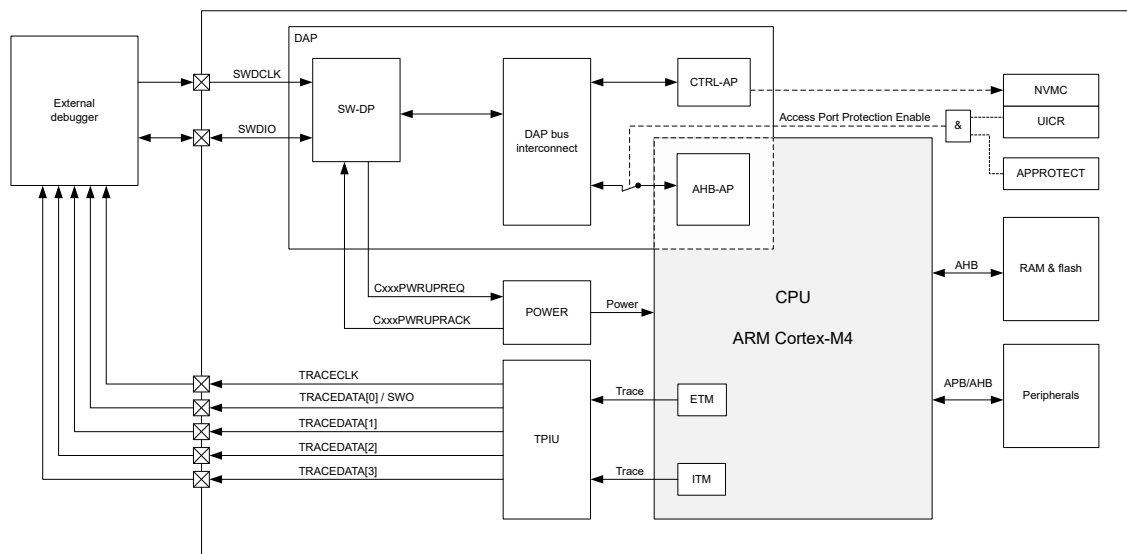 DAP
External
debugger
SWDCLK
SWDIO
SW-DP
DAP bus
interconnect
CTRL-AP
NVMC
UICR
Access Port Protection Enable
&
APPROTECT
AHB-AP
AHB
RAM & flash
CPU
ARM Cortex-M4
CxxxPWRUPREQ
CxxxPWRUPRACK
POWER
Power
TRACECLK
TRACEDATA[0] / SWO
TRACEDATA[1]
TRACEDATA[2]
TRACEDATA[3]
TPIU
Trace
ETM
Trace
ITM
APB/AHB
Peripherals